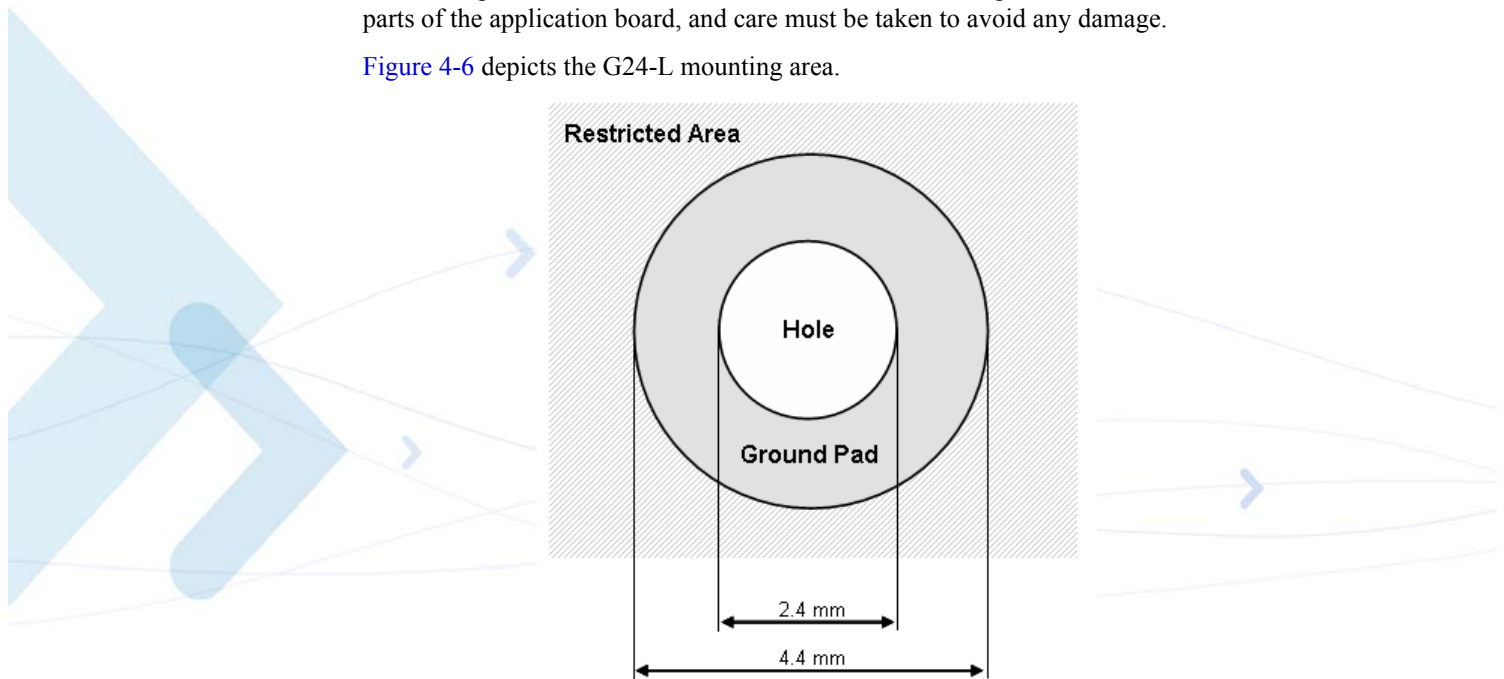 parts of the application board, and care must be taken to avoid any damage.
Figure 4-6 depicts the G24-L mounting area.
Restricted Area
Hole
Ground Pad
2.4 mm
4.4 mm